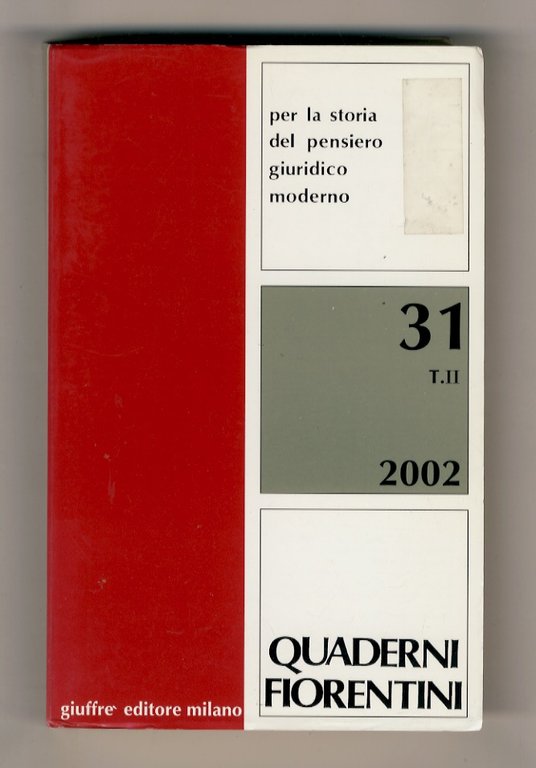 per la storia
del pensiero
giuridico
moderno
31
T.II
2002
QUADERNI
FIORENTINI
giuffrè editore milano